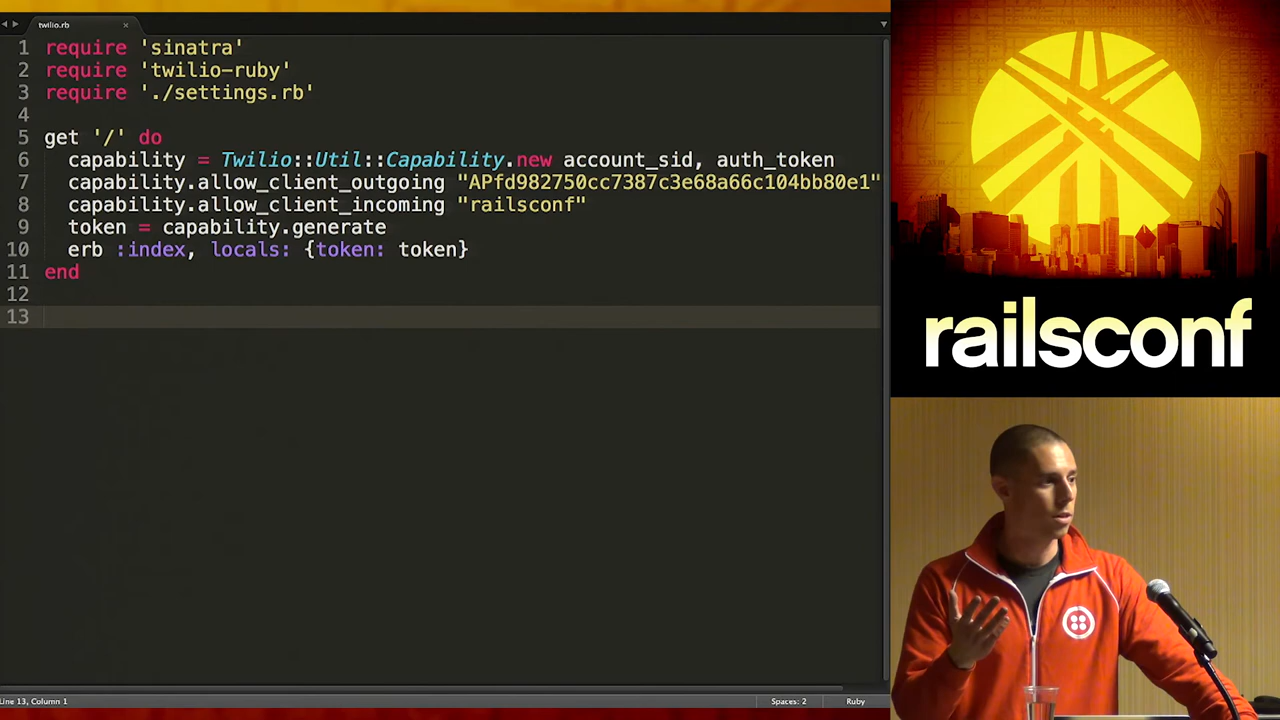 twilio.rb
1 require 'sinatra'
2 require 'twilio-ruby'
3 require './settings.rb'
4
5 get '/' do
6 capability = Twilio::Util::Capability.new account_sid, auth_token
7 capability.allow_client_outgoing "APfd982750cc7387c3e68a66c104bb80e1"
8 capability.allow_client_incoming "railsconf"
9 token = capability.generate
10 erb :index, locals: {token: token}
11 end
12
13
Line 13, Column 1
Spaces: 2
Ruby
railsconf